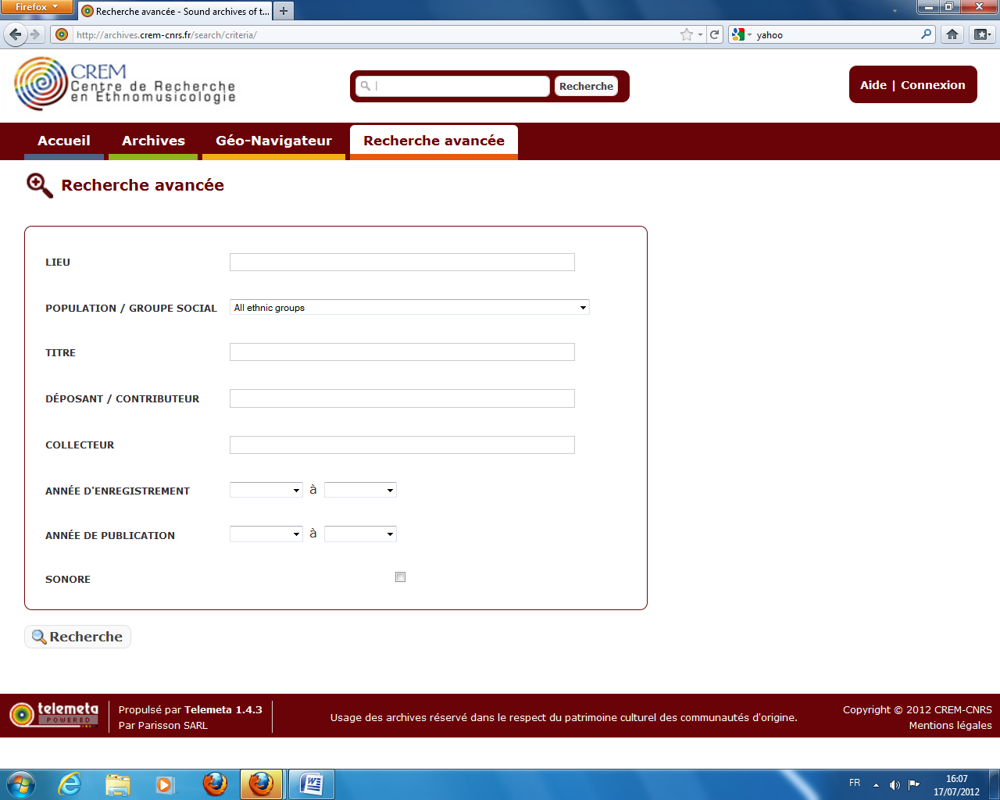 Firefox
Recherche avancée - Sound archives of t...
http://archives.crem-cnrs.fr/search/criteria/
yahoo
CREM
Centre de Recherche
en Ethnomusicologie
Recherche
Aide | Connexion
Accueil
Archives
Géo-Navigateur
Recherche avancée
Recherche avancée
LIEU
POPULATION / GROUPE SOCIAL
All ethnic groups
TITRE
DÉPOSANT / CONTRIBUTEUR
COLLECTEUR
ANNÉE D'ENREGISTREMENT
à
ANNÉE DE PUBLICATION
à
SONORE
Recherche
telemeta
POWERED
Propulsé par Telemeta 1.4.3
Par Parisson SARL
Usage des archives réservé dans le respect du patrimoine culturel des communautés d'origine.
Copyright © 2012 CREM-CNRS
Mentions légales
FR
16:07
17/07/2012